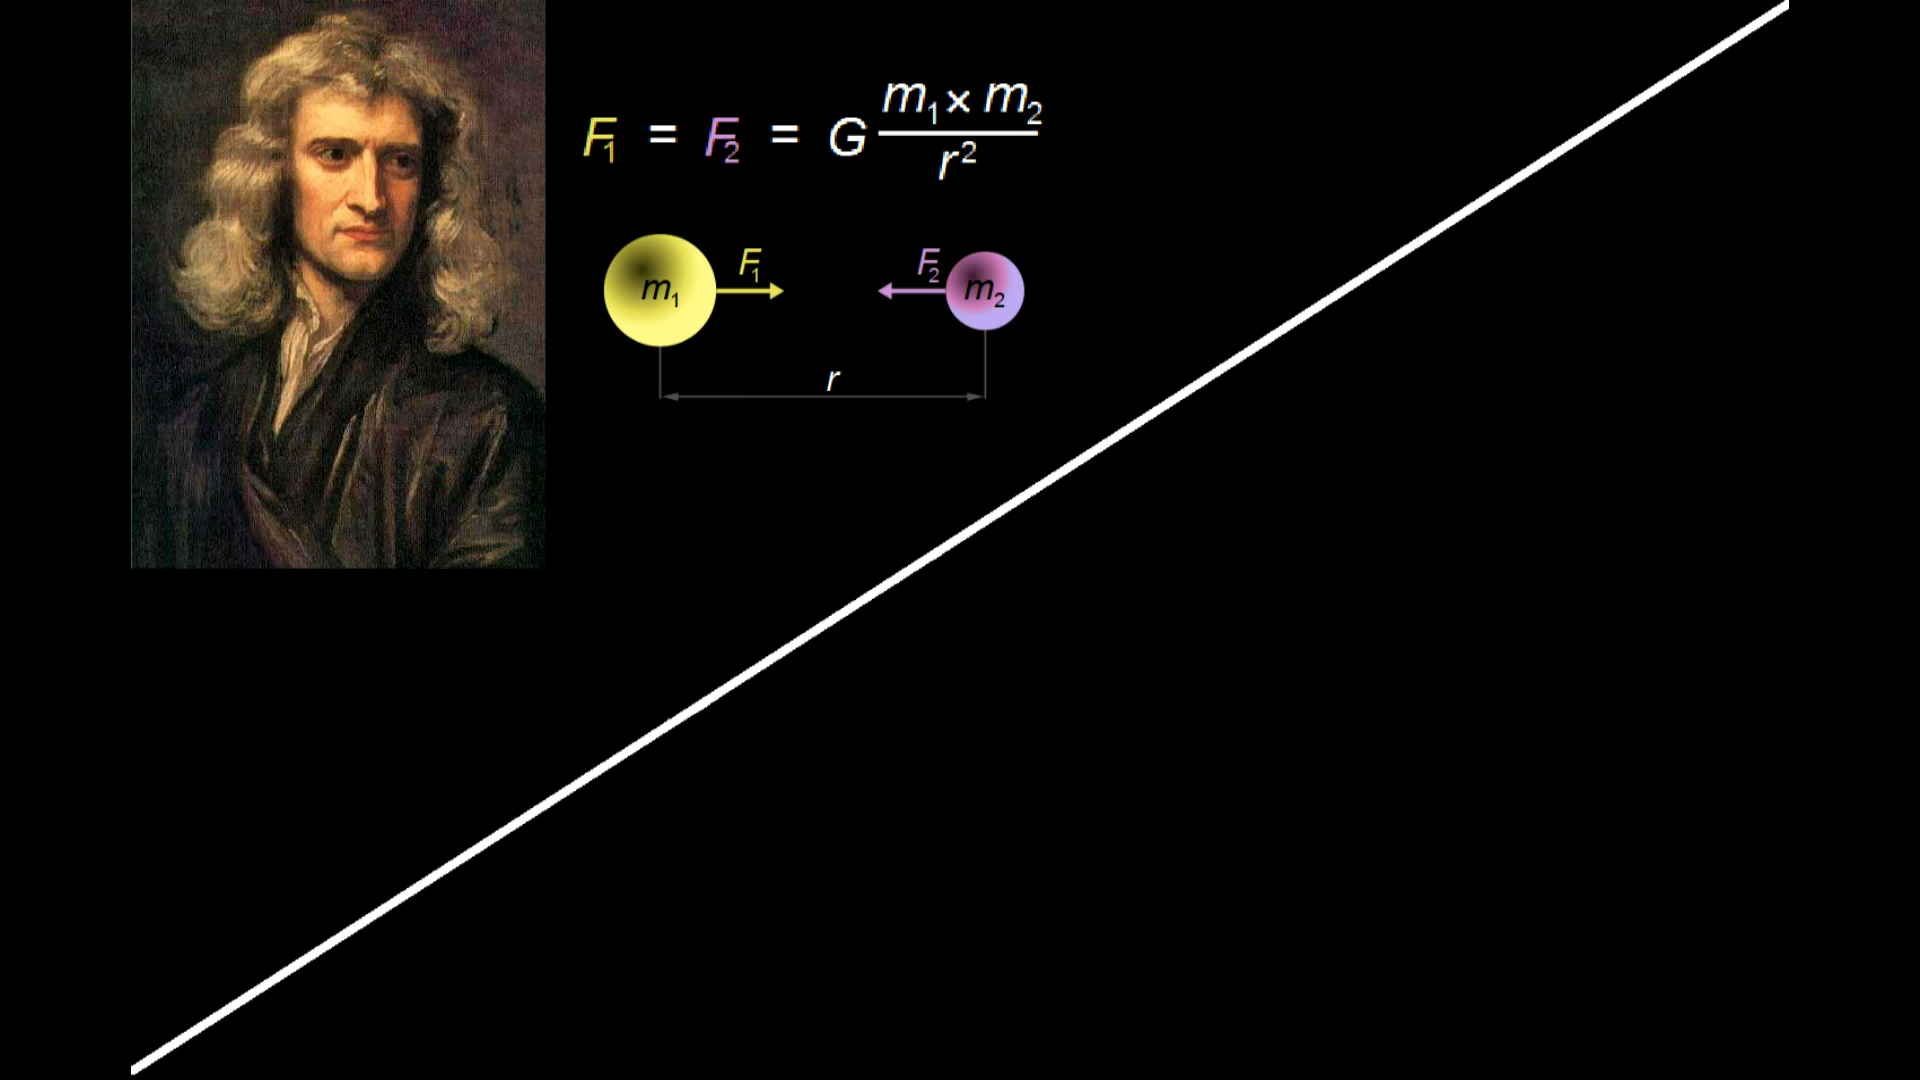 F₁ = F₂ = G m₁ × m₂ / r²
m₁ F₁ F₂ m₂
r